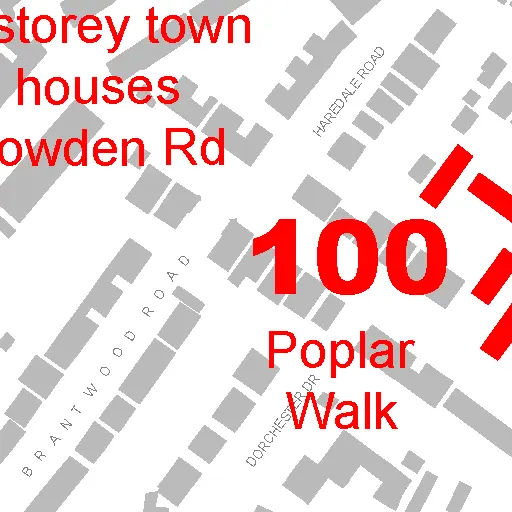 storey town
houses
owden Rd
HAREDALE ROAD
100
Poplar
Walk
BRANTWOOD ROAD
DORCHESTER DR